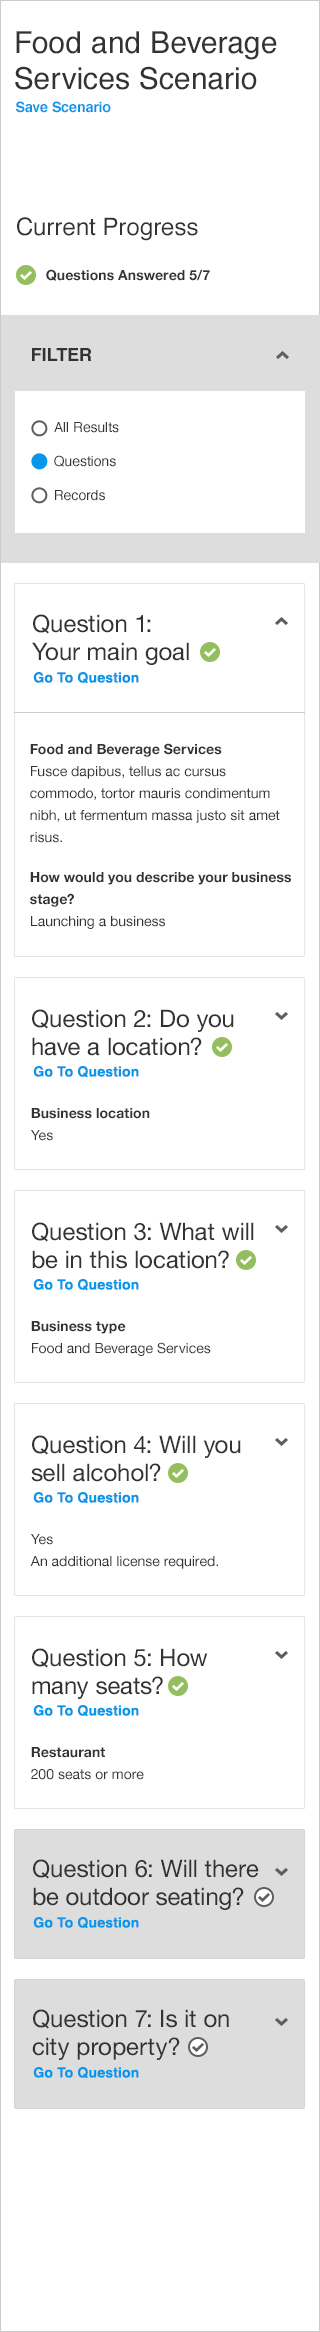 Food and Beverage
Services Scenario
Save Scenario
Current Progress
Questions Answered 5/7
FILTER
All Results
Questions
Records
Question 1:
Your main goal
Go To Question
Food and Beverage Services
Fusce dapibus, tellus ac cursus
commodo, tortor mauris condimentum
nibh, ut fermentum massa justo sit amet
risus.
How would you describe your business
stage?
Launching a business
Question 2: Do you
have a location?
Go To Question
Business location
Yes
Question 3: What will
be in this location?
Go To Question
Business type
Food and Beverage Services
Question 4: Will you
sell alcohol?
Go To Question
Yes
An additional license required.
Question 5: How
many seats?
Go To Question
Restaurant
200 seats or more
Question 6: Will there
be outdoor seating?
Go To Question
Question 7: Is it on
city property?
Go To Question